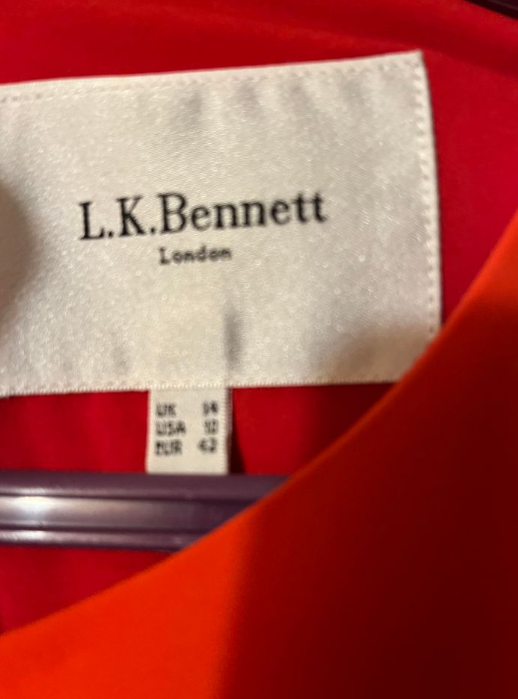 L.K.Bennett
London
UK 14
USA 10
EUR 42